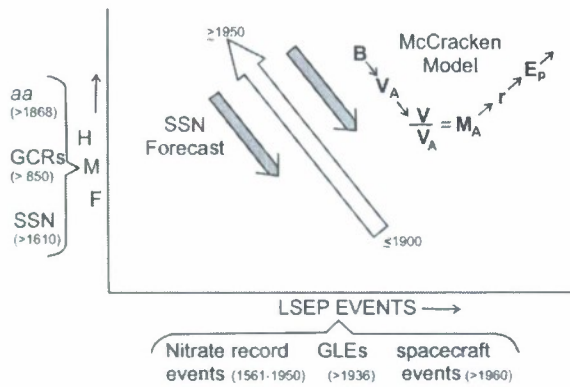 ≥1950
B
McCracken
Model
E_p
V_A
r
V
V_A
= M_A
aa
(>1868)
GCRs
(> 850)
SSN
(>1610)
H
M
F
SSN
Forecast
≤1900
LSEP EVENTS
Nitrate record
events (1561-1950)
GLEs
(>1936)
spacecraft
events (>1960)